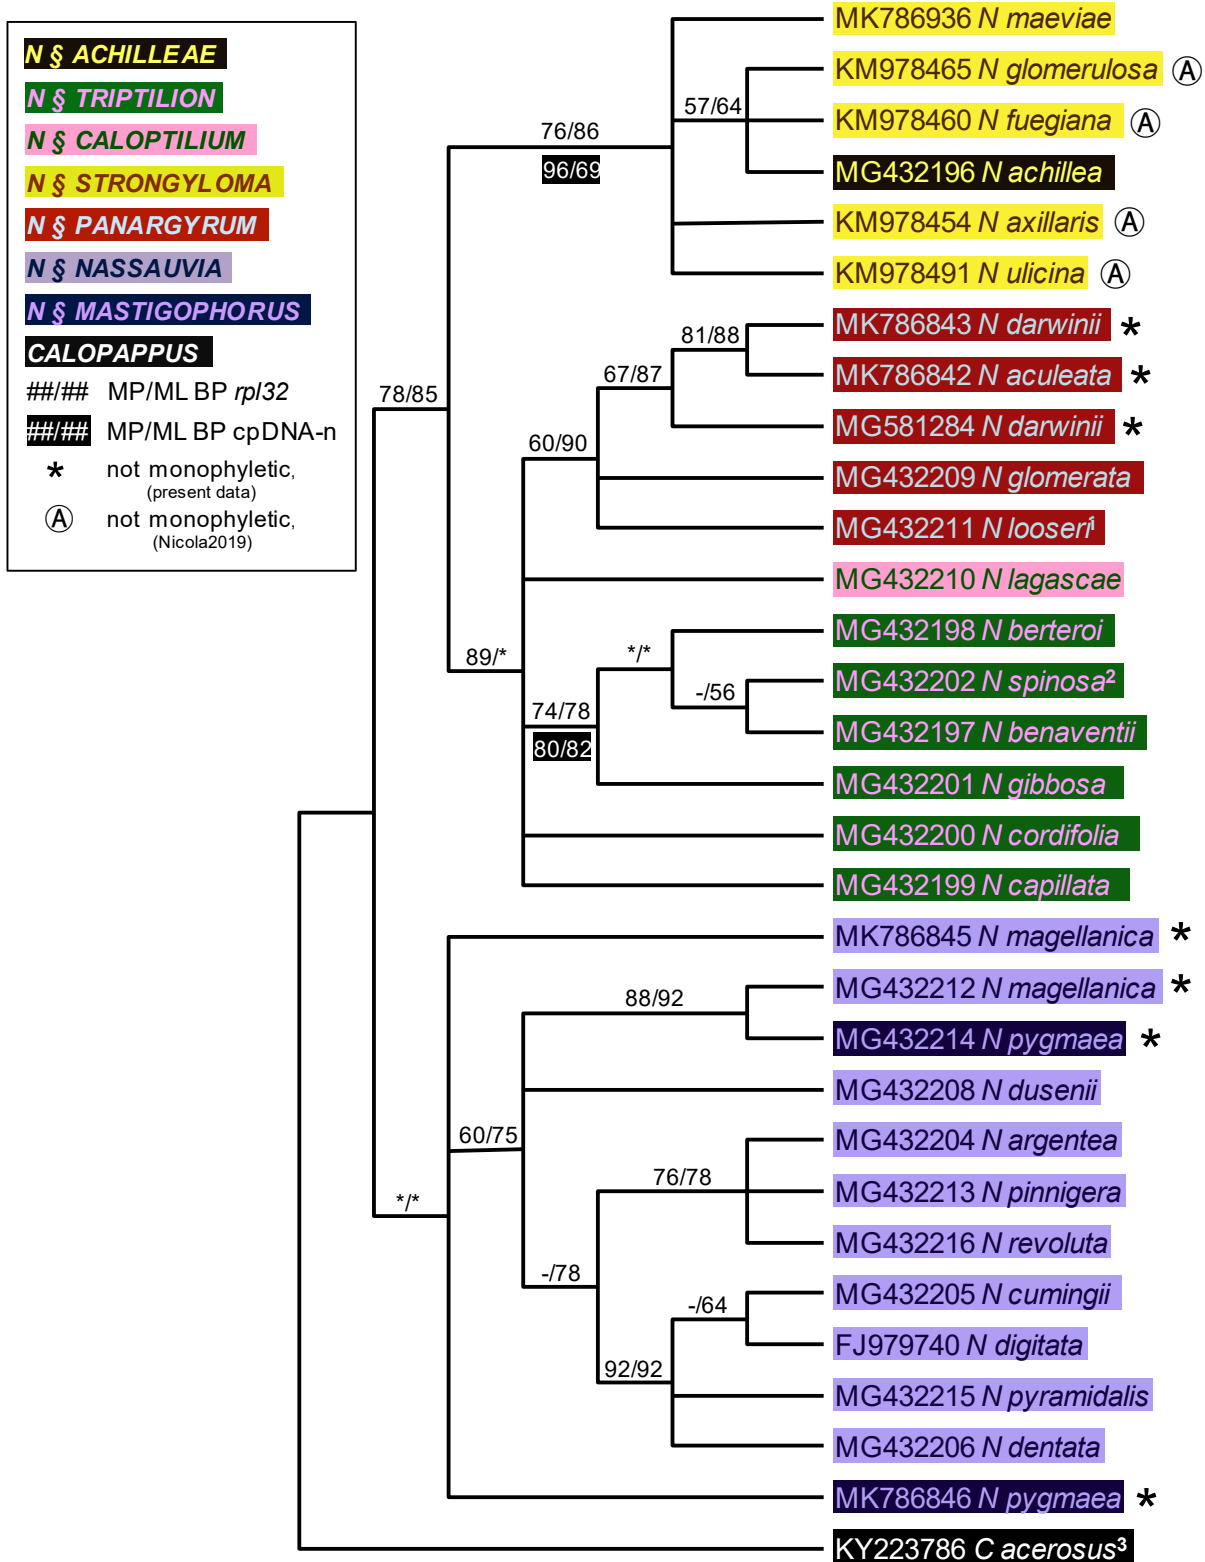 N § ACHILLEAE
N § TRIPTILION
N § CALOPTILIUM
N § STRONGYLOMA
N § PANARGYRUM
N § NASSAUVIA
N § MASTIGOPHORUS
CALOPAPPUS
##/## MP/ML BP rpl32
##/## MP/ML BP cpDNA-n
* not monophyletic,
(present data)
Ⓐ not monophyletic,
(Nicola2019)
MK786936 N maeviae
KM978465 N glomerulosa Ⓐ
57/64
KM978460 N fuegiana Ⓐ
76/86
96/69
MG432196 N achillea
KM978454 N axillaris Ⓐ
KM978491 N ulicina Ⓐ
MK786843 N darwinii *
81/88
MK786842 N aculeata *
67/87
78/85
MG581284 N darwinii *
60/90
MG432209 N glomerata
MG432211 N looseri¹
MG432210 N lagascae
MG432198 N berteroi
89/*
*/*
MG432202 N spinosa²
-/56
74/78
MG432197 N benaventii
80/82
MG432201 N gibbosa
MG432200 N cordifolia
MG432199 N capillata
MK786845 N magellanica *
MG432212 N magellanica *
88/92
MG432214 N pygmaea *
MG432208 N dusenii
60/75
MG432204 N argentea
76/78
MG432213 N pinnigera
*/*
MG432216 N revoluta
-/78
MG432205 N cumingii
-/64
FJ979740 N digitata
92/92
MG432215 N pyramidalis
MG432206 N dentata
MK786846 N pygmaea *
KY223786 C acerosus³